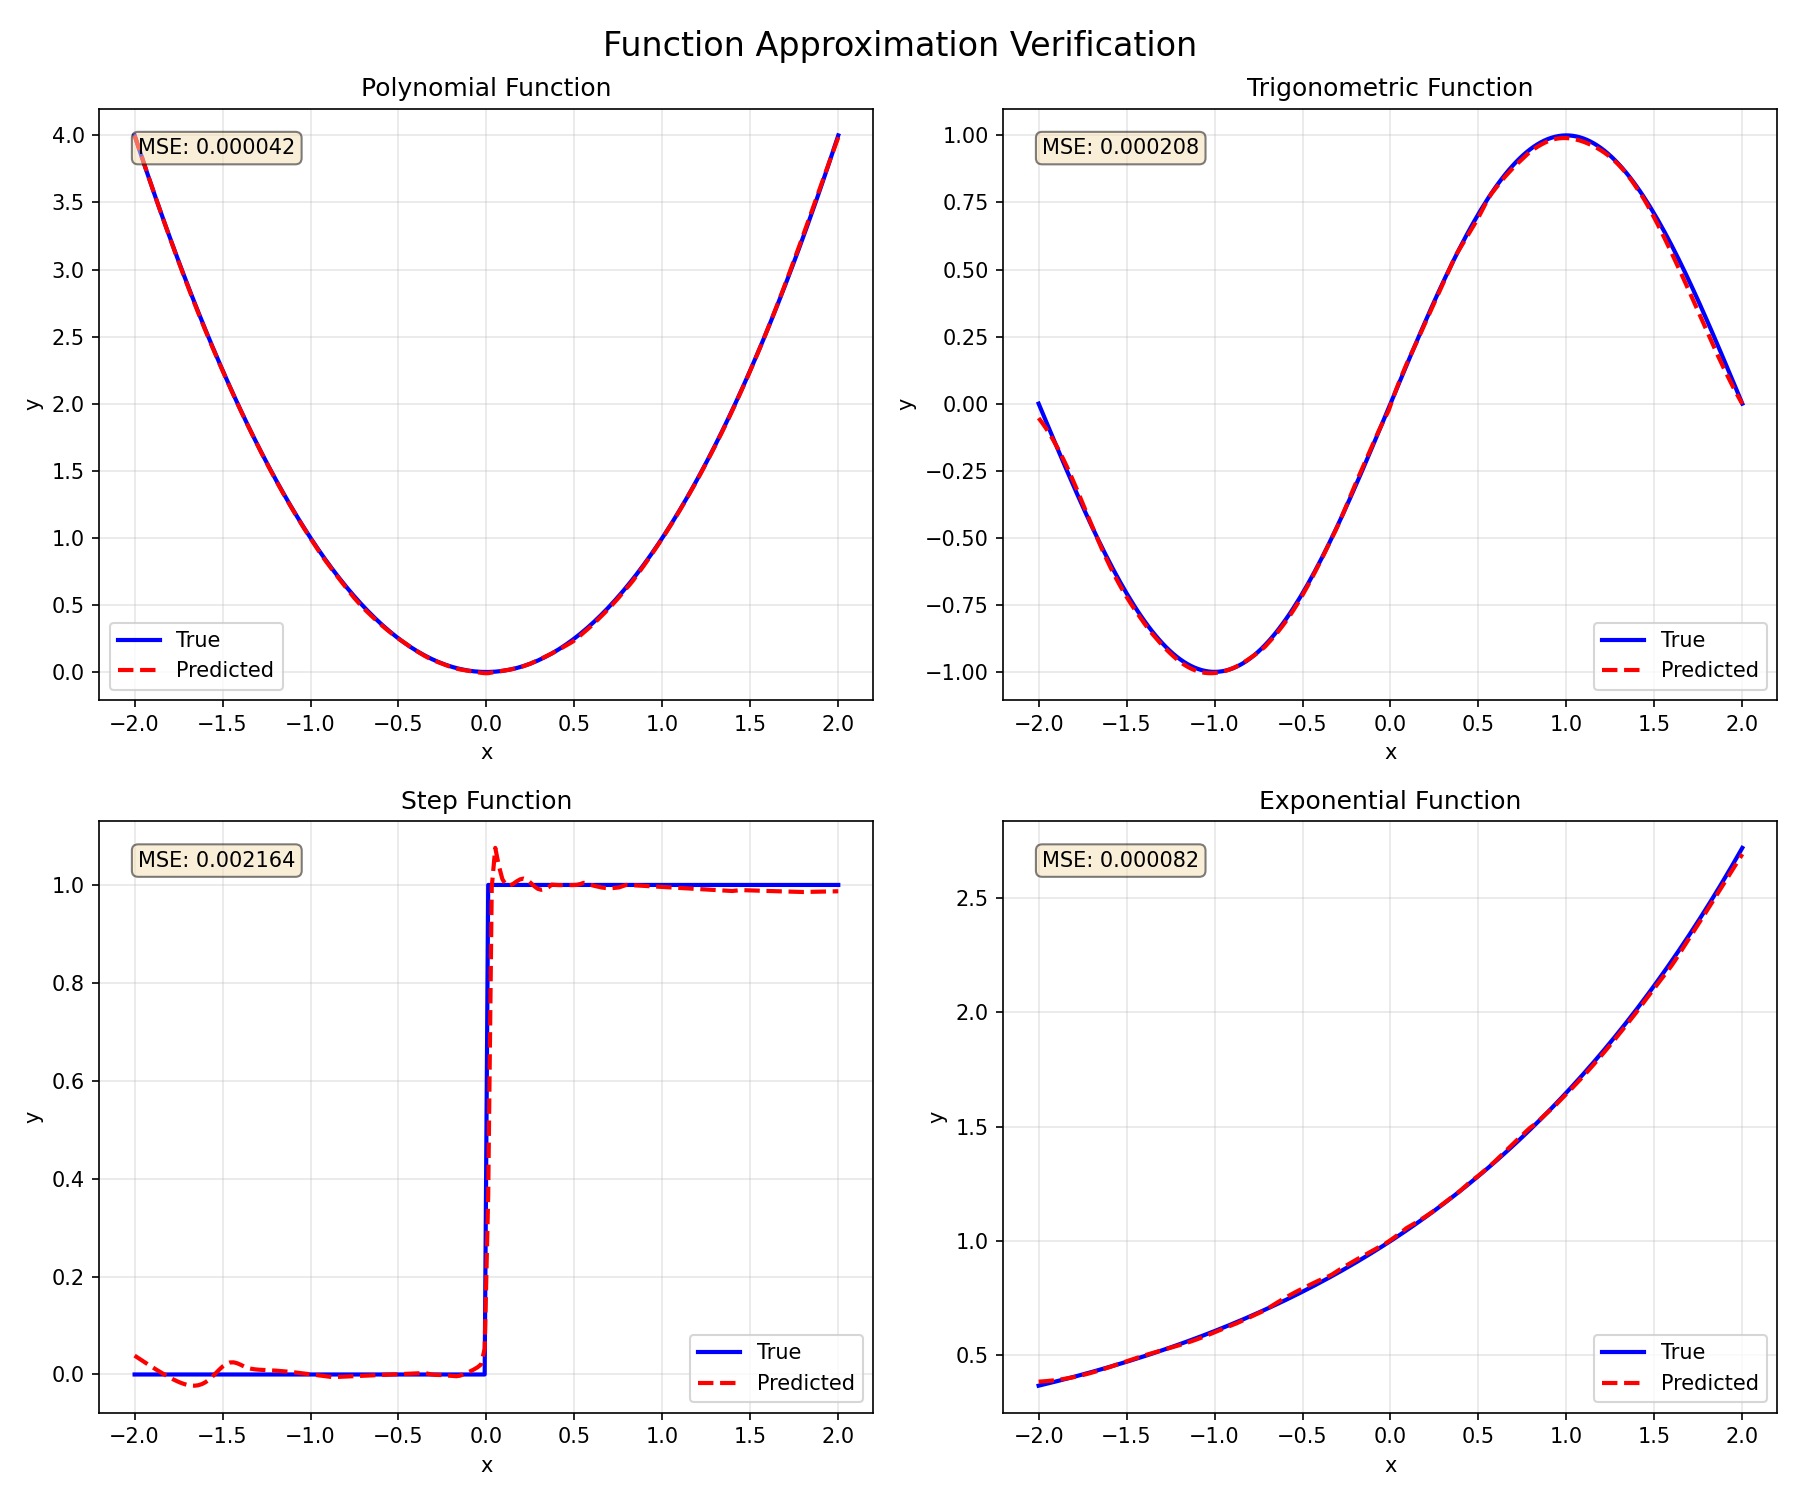 Function Approximation Verification
Polynomial Function
MSE: 0.000042
4.0
3.5
3.0
2.5
2.0
1.5
1.0
0.5
0.0
y
True
Predicted
−2.0 −1.5 −1.0 −0.5 0.0 0.5 1.0 1.5 2.0
x
Trigonometric Function
MSE: 0.000208
1.00
0.75
0.50
0.25
0.00
−0.25
−0.50
−0.75
−1.00
y
True
Predicted
−2.0 −1.5 −1.0 −0.5 0.0 0.5 1.0 1.5 2.0
x
Step Function
MSE: 0.002164
1.0
0.8
0.6
0.4
0.2
0.0
y
True
Predicted
−2.0 −1.5 −1.0 −0.5 0.0 0.5 1.0 1.5 2.0
x
Exponential Function
MSE: 0.000082
2.5
2.0
1.5
1.0
0.5
y
True
Predicted
−2.0 −1.5 −1.0 −0.5 0.0 0.5 1.0 1.5 2.0
x